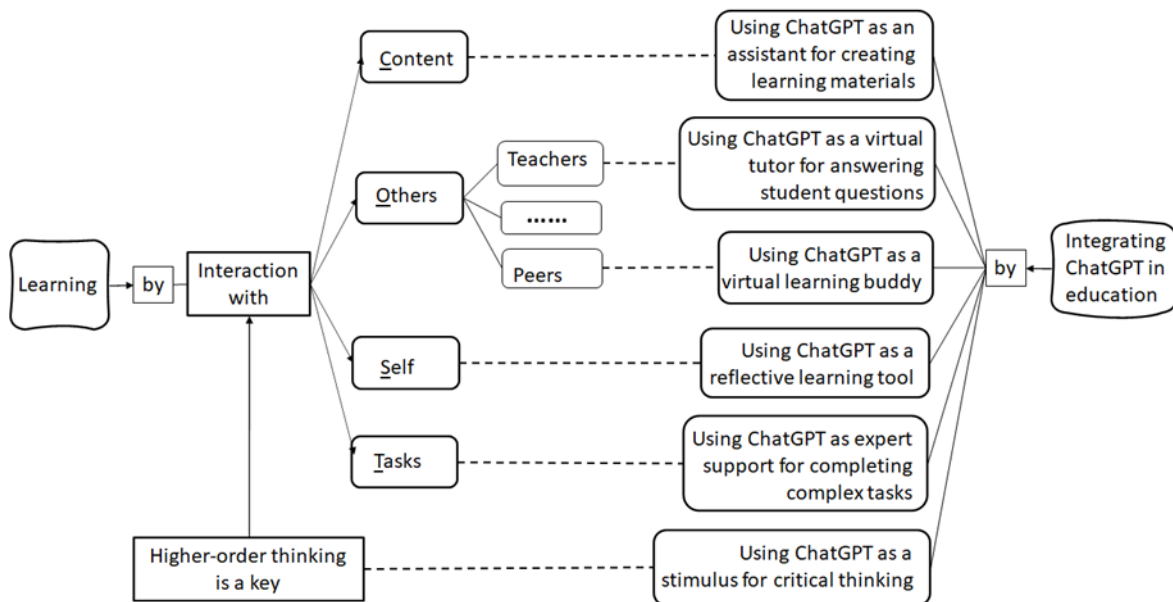 Content
Using ChatGPT as an
assistant for creating
learning materials
Others
Teachers
......
Peers
Using ChatGPT as a virtual
tutor for answering
student questions
Using ChatGPT as a
virtual learning buddy
Learning
by
Interaction
with
by
Integrating
ChatGPT in
education
Self
Using ChatGPT as a
reflective learning tool
Tasks
Using ChatGPT as expert
support for completing
complex tasks
Higher-order thinking
is a key
Using ChatGPT as a
stimulus for critical thinking